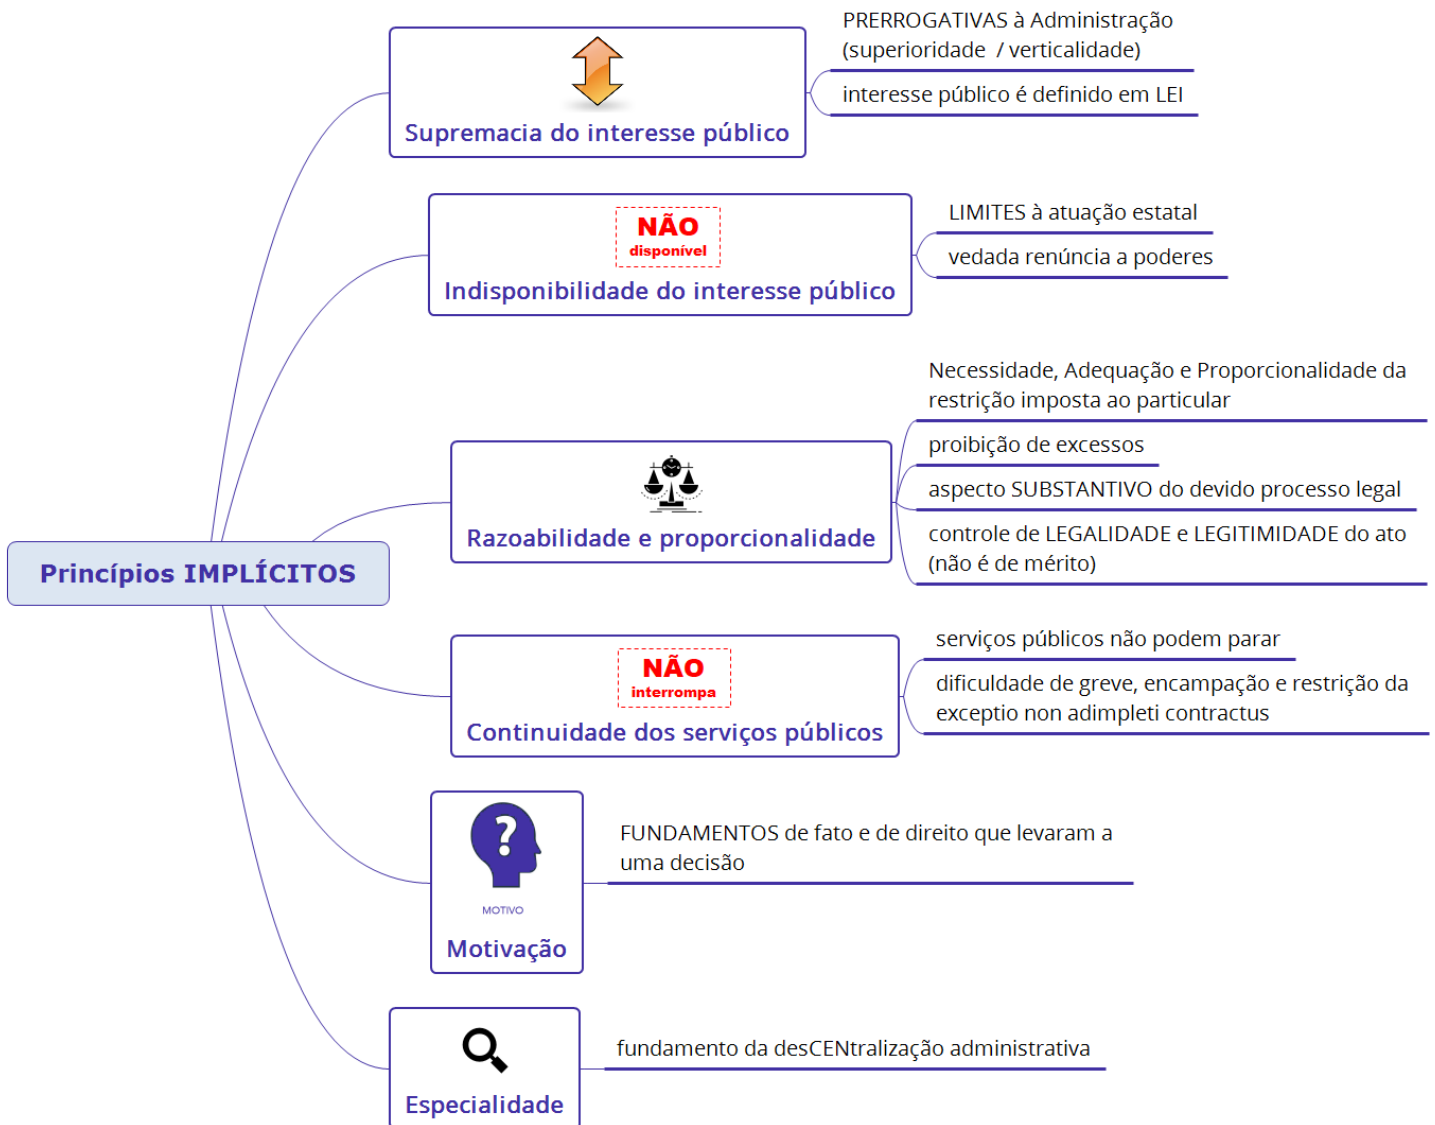 PRERROGATIVAS à Administração
(superioridade / verticalidade)
interesse público é definido em LEI
Supremacia do interesse público
NÃO
disponível
Indisponibilidade do interesse público
LIMITES à atuação estatal
vedada renúncia a poderes
Necessidade, Adequação e Proporcionalidade da
restrição imposta ao particular
proibição de excessos
aspecto SUBSTANTIVO do devido processo legal
controle de LEGALIDADE e LEGITIMIDADE do ato
(não é de mérito)
Razoabilidade e proporcionalidade
Princípios IMPLÍCITOS
NÃO
interrompa
Continuidade dos serviços públicos
serviços públicos não podem parar
dificuldade de greve, encampação e restrição da
exceptio non adimpleti contractus
?
MOTIVO
Motivação
FUNDAMENTOS de fato e de direito que levaram a
uma decisão
Especialidade
fundamento da desCENtralização administrativa